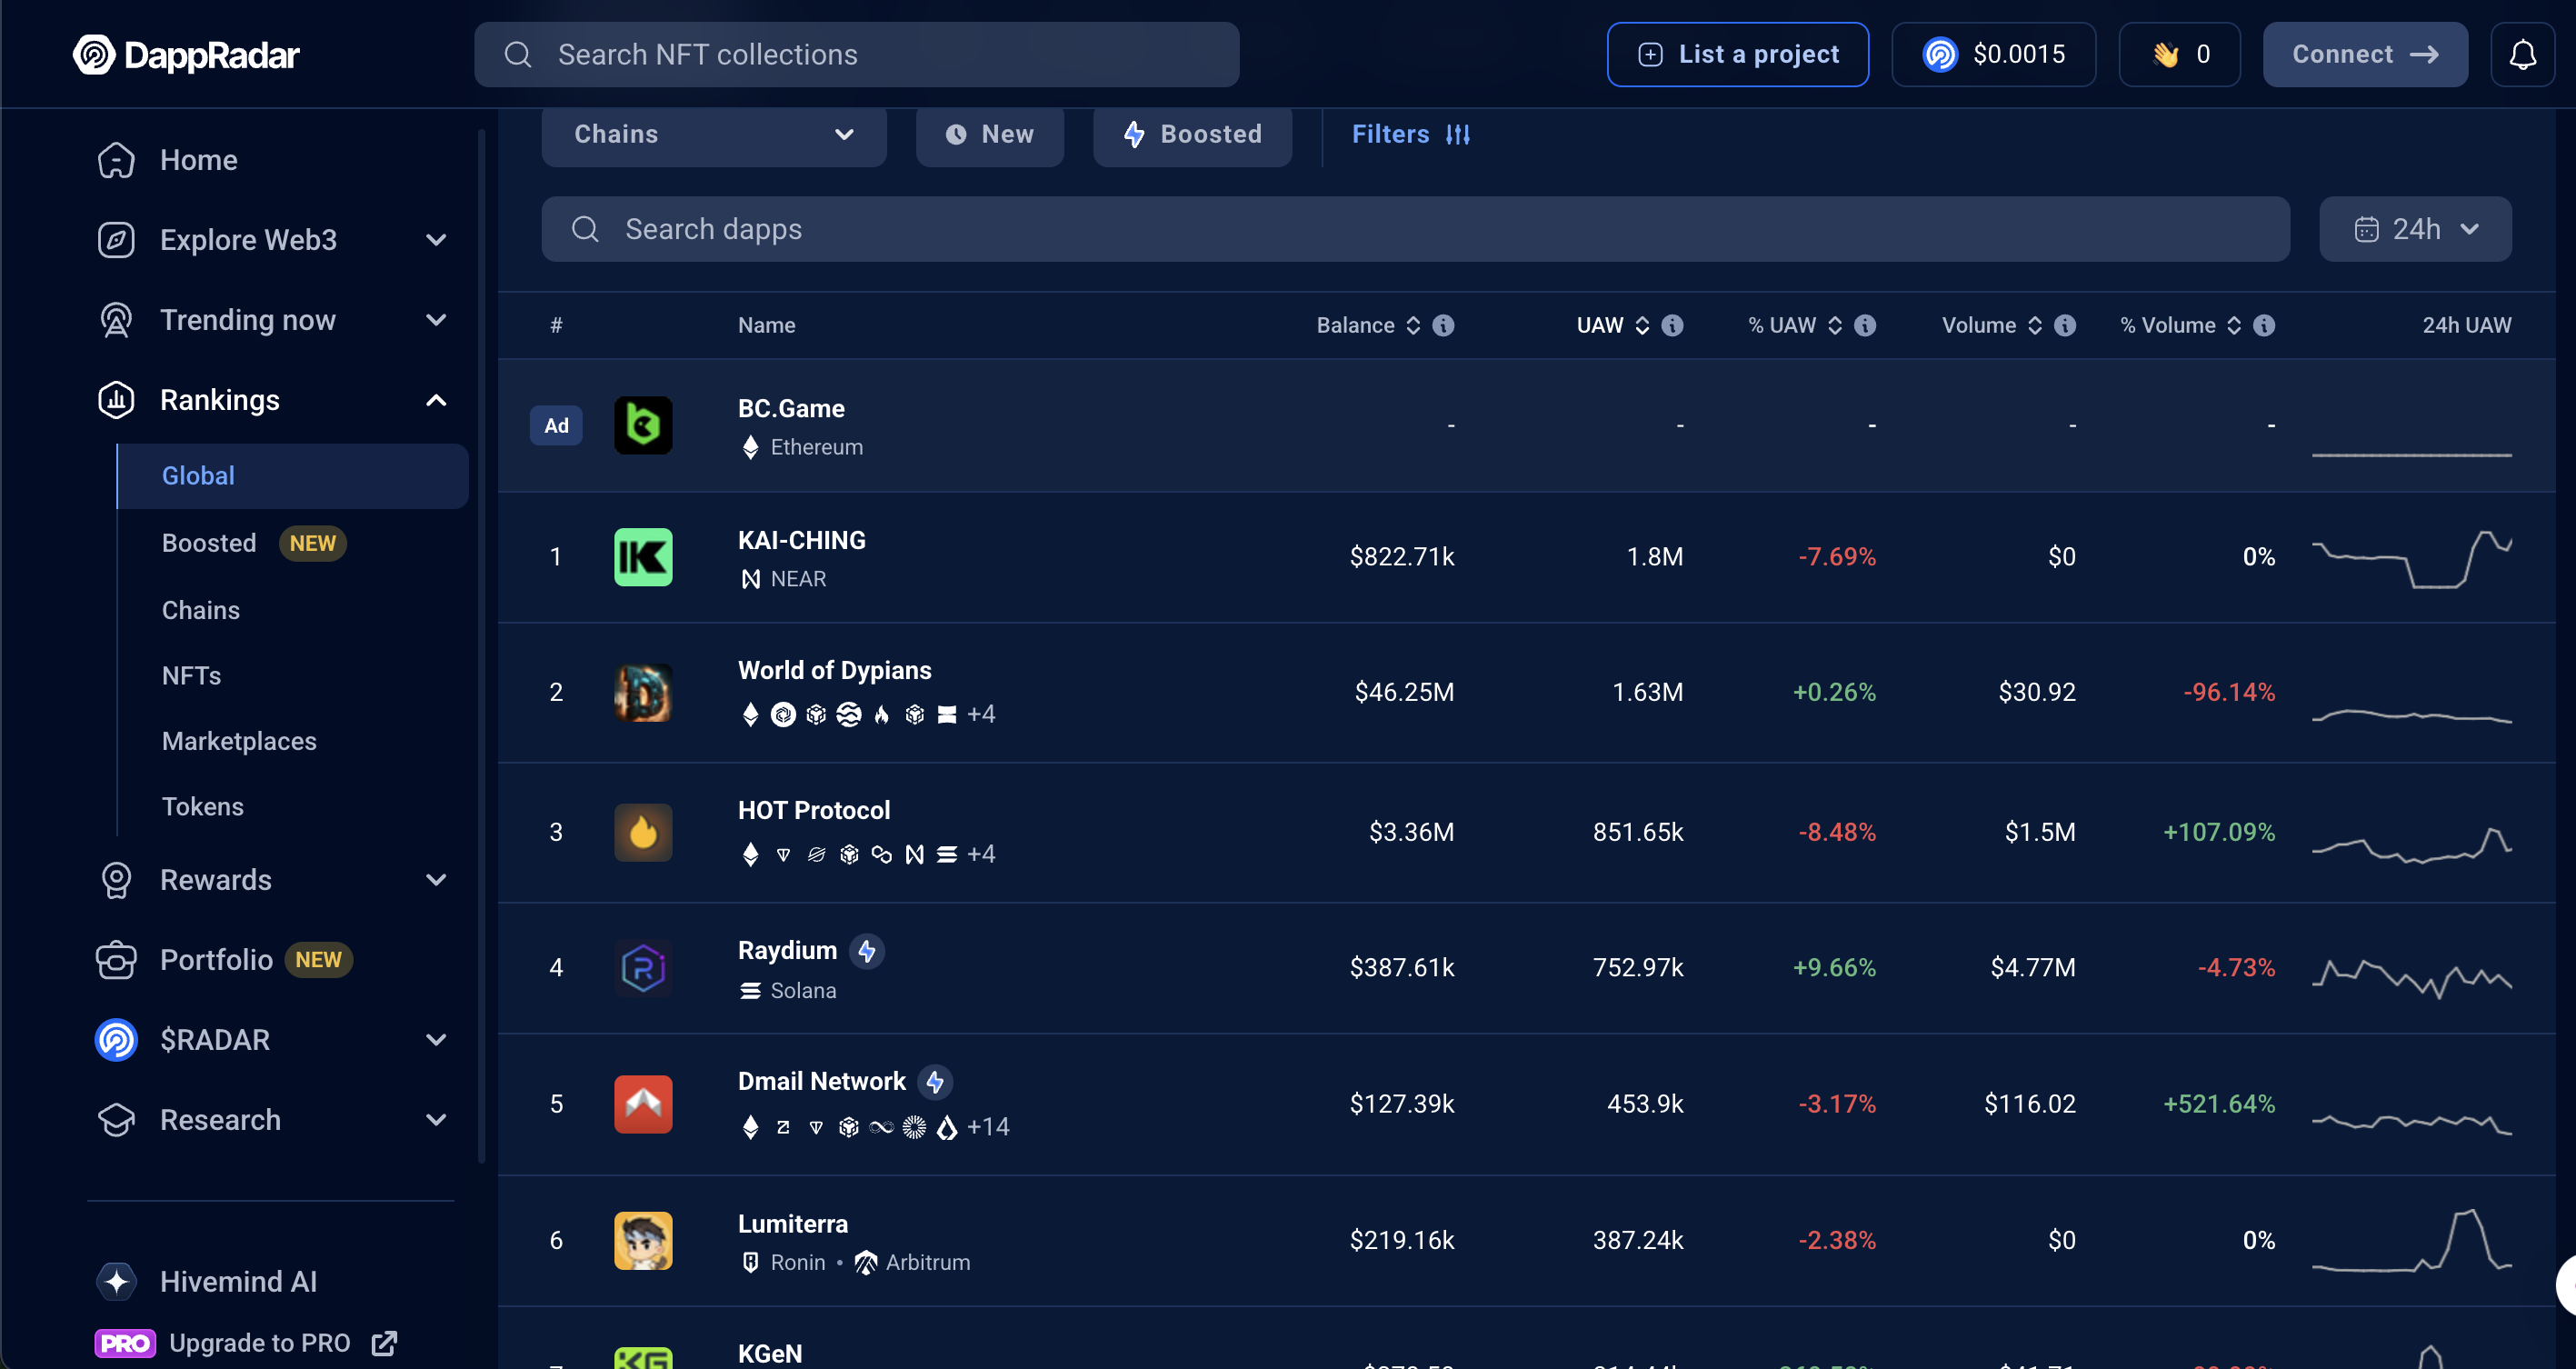 DappRadar
Search NFT collections
List a project
$0.0015
0
Connect
Home
Explore Web3
Trending now
Rankings
Global
Boosted NEW
Chains
NFTs
Marketplaces
Tokens
Rewards
Portfolio NEW
$RADAR
Research
Hivemind AI
PRO Upgrade to PRO
Chains
New
Boosted
Filters
Search dapps
24h
# Name Balance UAW % UAW Volume % Volume 24h UAW
Ad BC.Game - - - - -
Ethereum
1 KAI-CHING $822.71k 1.8M -7.69% $0 0%
NEAR
2 World of Dypians $46.25M 1.63M +0.26% $30.92 -96.14%
+4
3 HOT Protocol $3.36M 851.65k -8.48% $1.5M +107.09%
+4
4 Raydium $387.61k 752.97k +9.66% $4.77M -4.73%
Solana
5 Dmail Network $127.39k 453.9k -3.17% $116.02 +521.64%
+14
6 Lumiterra $219.16k 387.24k -2.38% $0 0%
Ronin • Arbitrum
KGeN